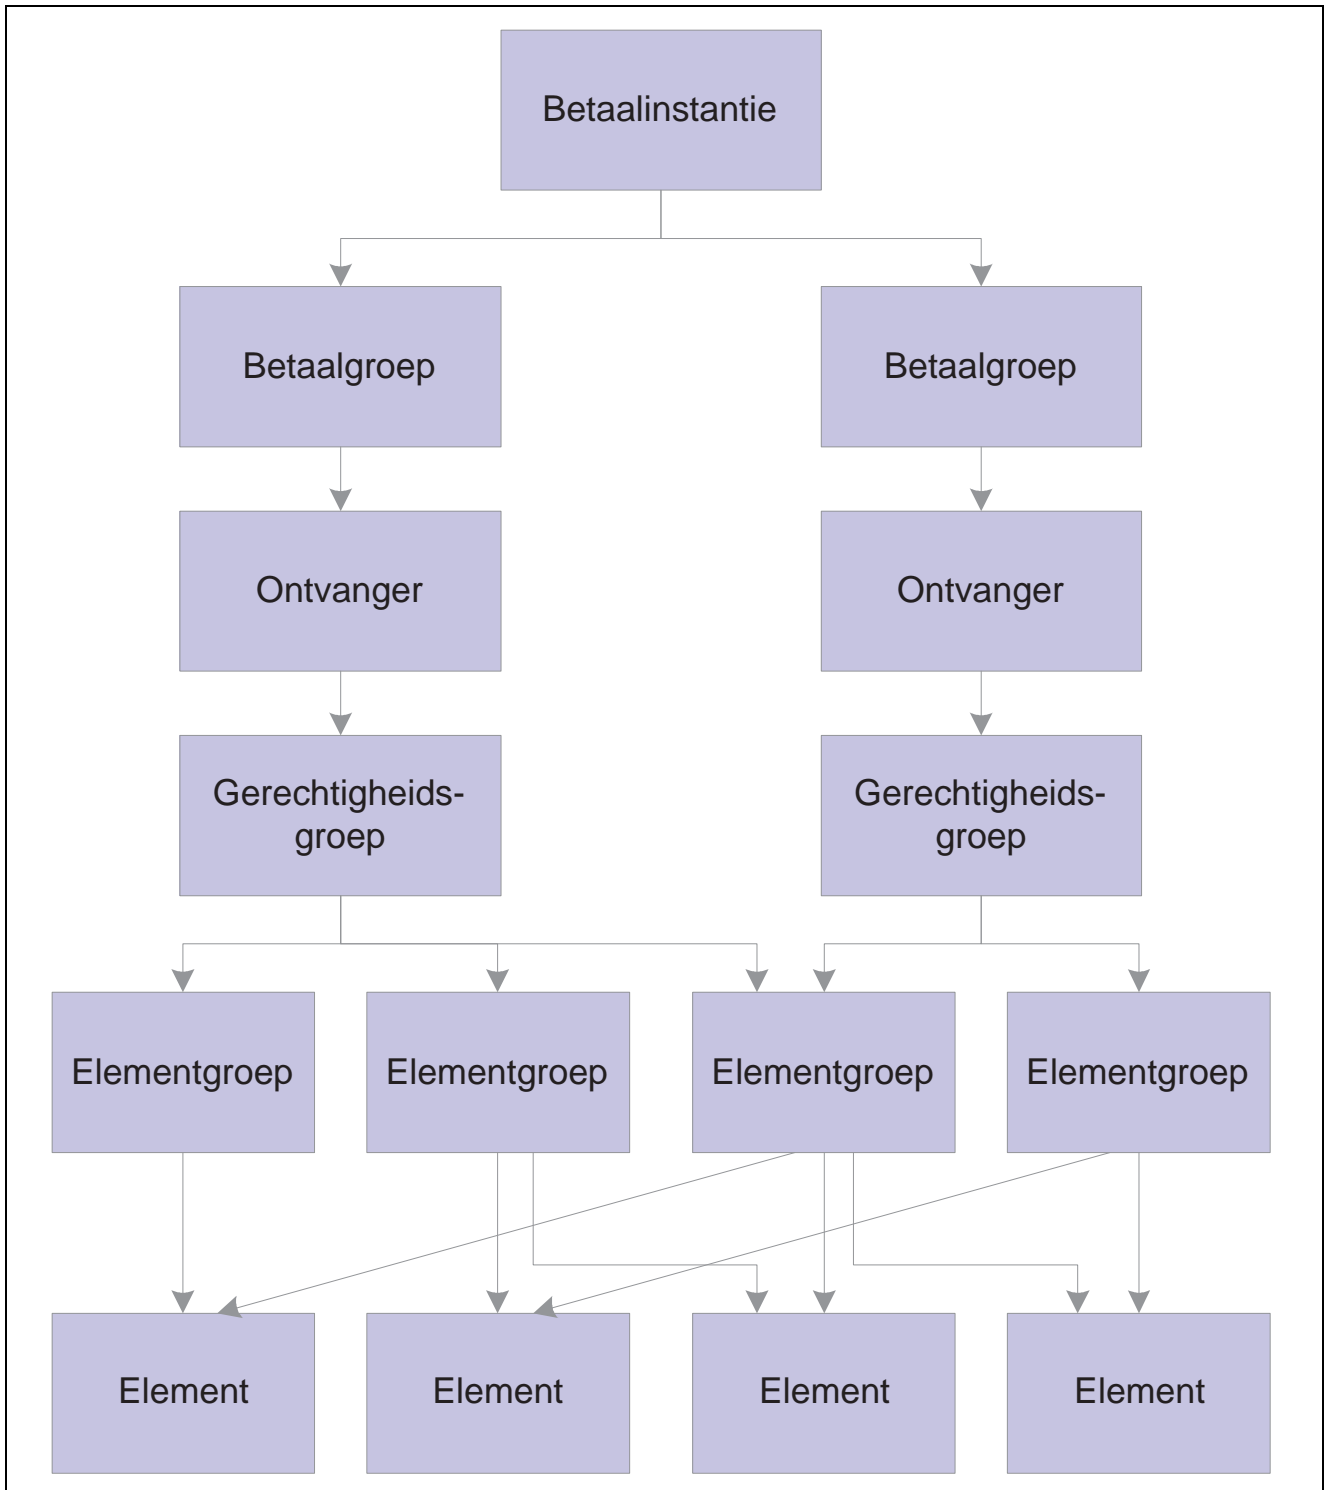 Betaalinstantie
Betaalgroep
Betaalgroep
Ontvanger
Ontvanger
Gerechtigheids-
groep
Gerechtigheids-
groep
Elementgroep
Elementgroep
Elementgroep
Elementgroep
Element
Element
Element
Element